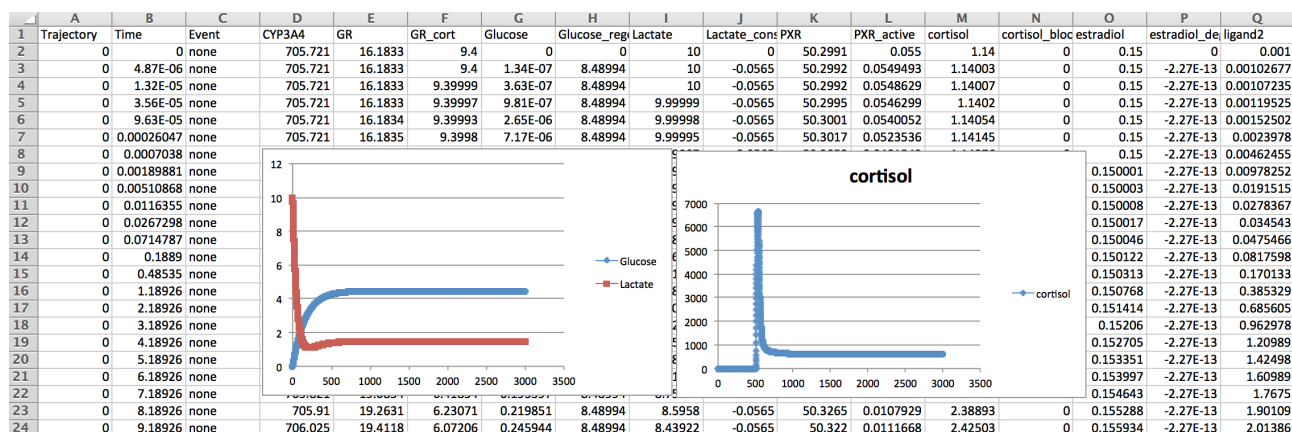 A B C D E F G H I J K L M N O P Q
1 Trajectory Time Event CYP3A4 GR GR_cort Glucose Glucose_reg Lactate Lactate_cons PXR PXR_active cortisol cortisol_bloc estradiol estradiol_de ligand2
2 0 0 none 705.721 16.1833 9.4 0 0 10 0 50.2991 0.055 1.14 0 0.15 0 0.001
3 0 4.87E-06 none 705.721 16.1833 9.4 1.34E-07 8.48994 10 -0.0565 50.2992 0.0549493 1.14003 0 0.15 -2.27E-13 0.00102677
4 0 1.32E-05 none 705.721 16.1833 9.39999 3.63E-07 8.48994 10 -0.0565 50.2992 0.0548629 1.14007 0 0.15 -2.27E-13 0.00107235
5 0 3.56E-05 none 705.721 16.1833 9.39997 9.81E-07 8.48994 9.99999 -0.0565 50.2995 0.0546299 1.1402 0 0.15 -2.27E-13 0.00119525
6 0 9.63E-05 none 705.721 16.1834 9.39993 2.65E-06 8.48994 9.99998 -0.0565 50.3001 0.0540052 1.14054 0 0.15 -2.27E-13 0.00152502
7 0 0.00026047 none 705.721 16.1835 9.3998 7.17E-06 8.48994 9.99995 -0.0565 50.3017 0.0523536 1.14145 0 0.15 -2.27E-13 0.0023978
8 0 0.0007038 none 0.15 -2.27E-13 0.00462455
9 0 0.00189881 none 0.150001 -2.27E-13 0.00978252
10 0 0.00510868 none 0.150003 -2.27E-13 0.0191515
11 0 0.0116355 none 0.150008 -2.27E-13 0.0278367
12 0 0.0267298 none 0.150017 -2.27E-13 0.034543
13 0 0.0714787 none 0.150046 -2.27E-13 0.0475466
14 0 0.1889 none 0.150122 -2.27E-13 0.0817598
15 0 0.48535 none 0.150313 -2.27E-13 0.170133
16 0 1.18926 none 0.150768 -2.27E-13 0.385329
17 0 2.18926 none 0.151414 -2.27E-13 0.685605
18 0 3.18926 none 0.15206 -2.27E-13 0.962978
19 0 4.18926 none 0.152705 -2.27E-13 1.20989
20 0 5.18926 none 0.153351 -2.27E-13 1.42498
21 0 6.18926 none 0.153997 -2.27E-13 1.60989
22 0 7.18926 none 0.154643 -2.27E-13 1.7675
23 0 8.18926 none 705.91 19.2631 6.23071 0.219851 8.48994 8.5958 -0.0565 50.3265 0.0107929 2.38893 0 0.155288 -2.27E-13 1.90109
24 0 9.18926 none 706.025 19.4118 6.07206 0.245944 8.48994 8.43922 -0.0565 50.322 0.0111668 2.42503 0 0.155934 -2.27E-13 2.01386
12
10
8
6
4
2
0
0 500 1000 1500 2000 2500 3000 3500
Glucose
Lactate
cortisol
7000
6000
5000
4000
3000
2000
1000
0
0 500 1000 1500 2000 2500 3000 3500
cortisol